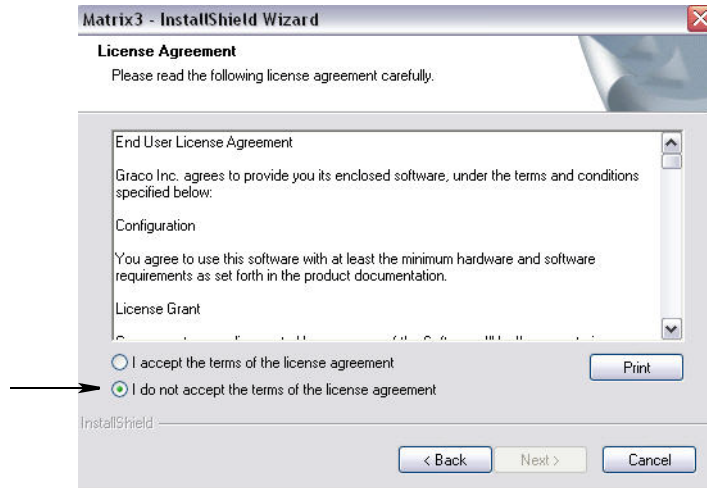 Matrix3 - InstallShield Wizard
License Agreement
Please read the following license agreement carefully.
End User License Agreement
Graco Inc. agrees to provide you its enclosed software, under the terms and conditions
specified below:
Configuration
You agree to use this software with at least the minimum hardware and software
requirements as set forth in the product documentation.
License Grant
I accept the terms of the license agreement
Print
I do not accept the terms of the license agreement
InstallShield
< Back
Next >
Cancel